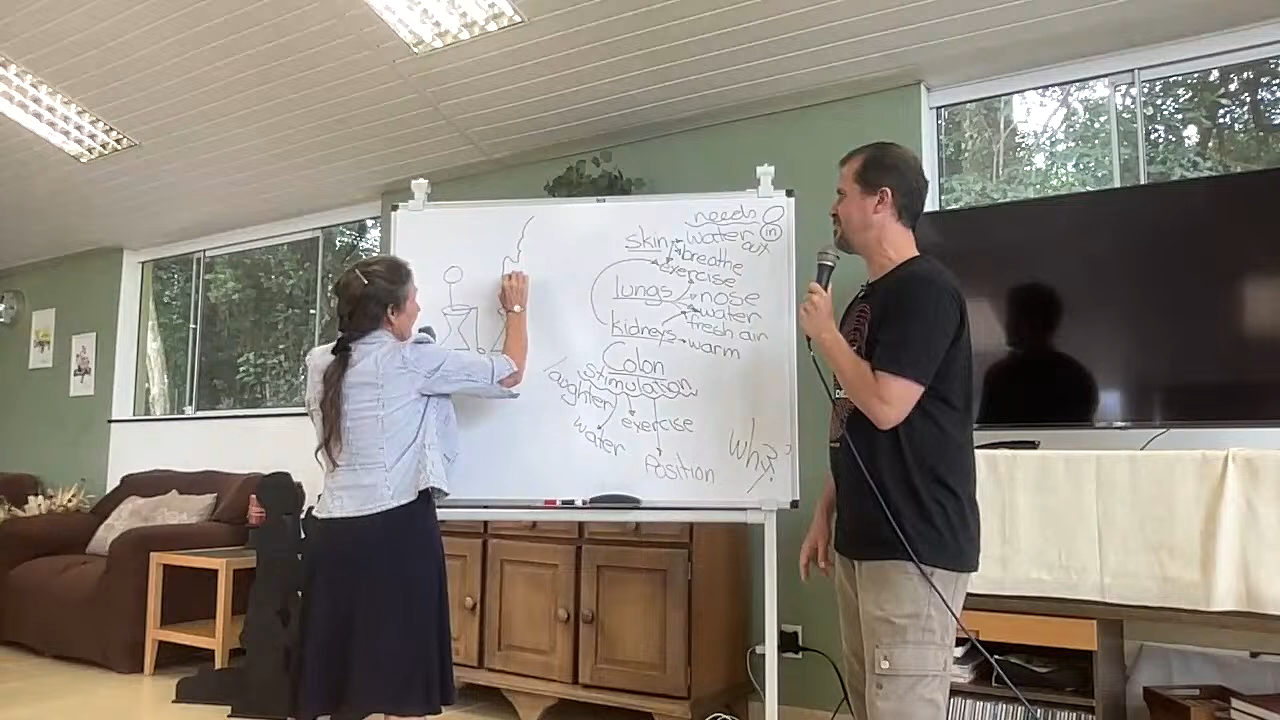 needs
in
skin water out
breathe
exercise
lungs nose
water
fresh air
kidneys warm
Colon
stimulation
laughter
exercise
water
Position
Why?